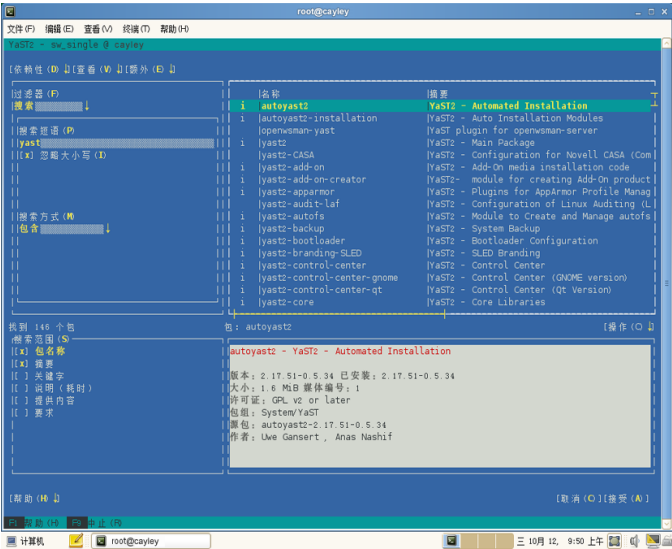 root@cayley
文件(F) 编辑(E) 查看(V) 终端(T) 帮助(H)
YaST2 - sw_single @ cayley
[依赖性(D)↓][查看(V)↓][额外(E)↓]
过滤器(F)
搜索
搜索短语(P)
yast
[x] 忽略大小写(I)
搜索方式(M)
包含
名称 摘要
i autoyast2 YaST2 - Automated Installation
i autoyast2-installation YaST2 - Auto Installation Modules
openwsman-yast YaST plugin for openwsman-server
i yast2 YaST2 - Main Package
yast2-CASA YaST2 - Configuration for Novell CASA (Com
i yast2-add-on YaST2 - Add-On media installation code
i yast2-add-on-creator YaST2- module for creating Add-On product
i yast2-apparmor YaST2 - Plugins for AppArmor Profile Manag
yast2-audit-laf YaST2 - Configuration of Linux Auditing (L
i yast2-autofs YaST2 - Module to Create and Manage autofs
i yast2-backup YaST2 - System Backup
i yast2-bootloader YaST2 - Bootloader Configuration
i yast2-branding-SLED YaST2 - SLED Branding
i yast2-control-center YaST2 - Control Center
i yast2-control-center-gnome YaST2 - Control Center (GNOME version)
i yast2-control-center-qt YaST2 - Control Center (Qt Version)
i yast2-core YaST2 - Core Libraries
找到 146 个包
搜索范围(S)
[x] 包名称
[x] 摘要
[ ] 关键字
[ ] 说明(耗时)
[ ] 提供内容
[ ] 要求
包: autoyast2 [操作(O)↓]
autoyast2 - YaST2 - Automated Installation
版本: 2.17.51-0.5.34 已安装: 2.17.51-0.5.34
大小: 1.6 MiB 媒体编号: 1
许可证: GPL v2 or later
包组: System/YaST
源包: autoyast2-2.17.51-0.5.34
作者: Uwe Gansert , Anas Nashif
[帮助(H)↓] [取消(C)][接受(A)]
F1 帮助(H) F9 中止(R)
计算机 root@cayley 三 10月 12, 9:50 上午